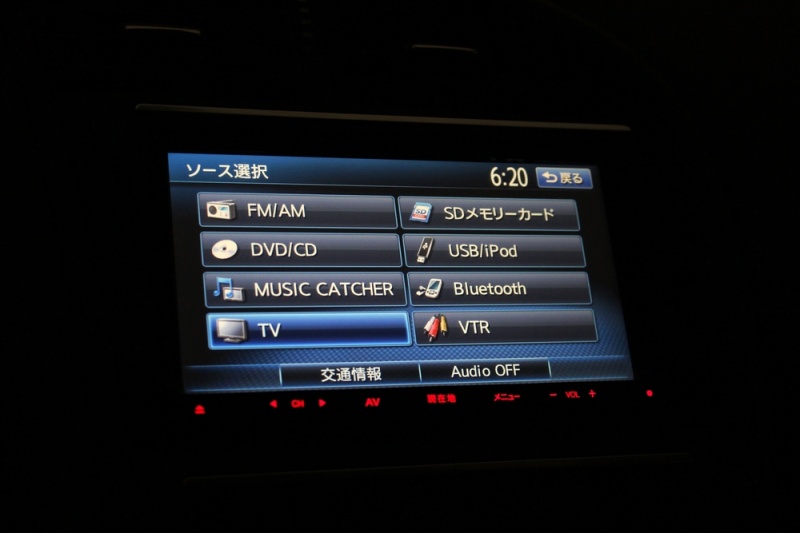 ソース選択 6:20 戻る
FM/AM SDメモリーカード
DVD/CD USB/iPod
MUSIC CATCHER Bluetooth
TV VTR
交通情報 Audio OFF
CH AV 現在地 メニュー − VOL +